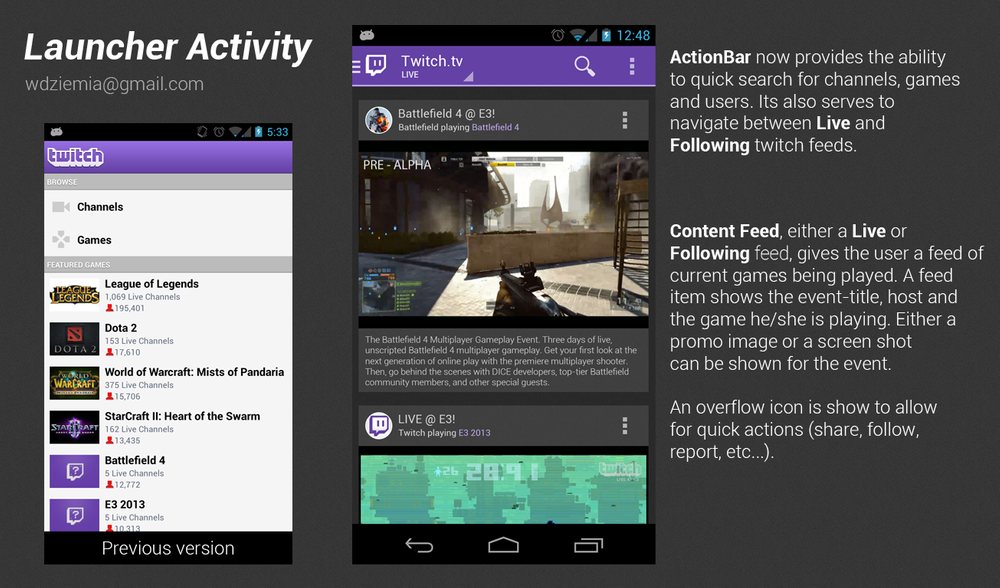 Launcher Activity
wdziemia@gmail.com
5:33
twitch
BROWSE
Channels
Games
FEATURED GAMES
LEAGUE of LEGENDS
League of Legends
1,069 Live Channels
195,401
DOTA 2
Dota 2
153 Live Channels
17,610
WORLD WARCRAFT
World of Warcraft: Mists of Pandaria
375 Live Channels
15,706
STARCRAFT
StarCraft II: Heart of the Swarm
162 Live Channels
13,435
Battlefield 4
5 Live Channels
12,772
E3 2013
5 Live Channels
10,313
Previous version
12:48
Twitch.tv
LIVE
Battlefield 4 @ E3!
Battlefield playing Battlefield 4
PRE - ALPHA
The Battlefield 4 Multiplayer Gameplay Event. Three days of live,
unscripted Battlefield 4 multiplayer gameplay. Get your first look at the
next generation of online play with the premiere multiplayer shooter.
Then, go behind the scenes with DICE developers, top-tier Battlefield
community members, and other special guests.
LIVE @ E3!
Twitch playing E3 2013
twitch
ActionBar now provides the ability
to quick search for channels, games
and users. Its also serves to
navigate between Live and
Following twitch feeds.
Content Feed, either a Live or
Following feed, gives the user a feed of
current games being played. A feed
item shows the event-title, host and
the game he/she is playing. Either a
promo image or a screen shot
can be shown for the event.
An overflow icon is show to allow
for quick actions (share, follow,
report, etc...).